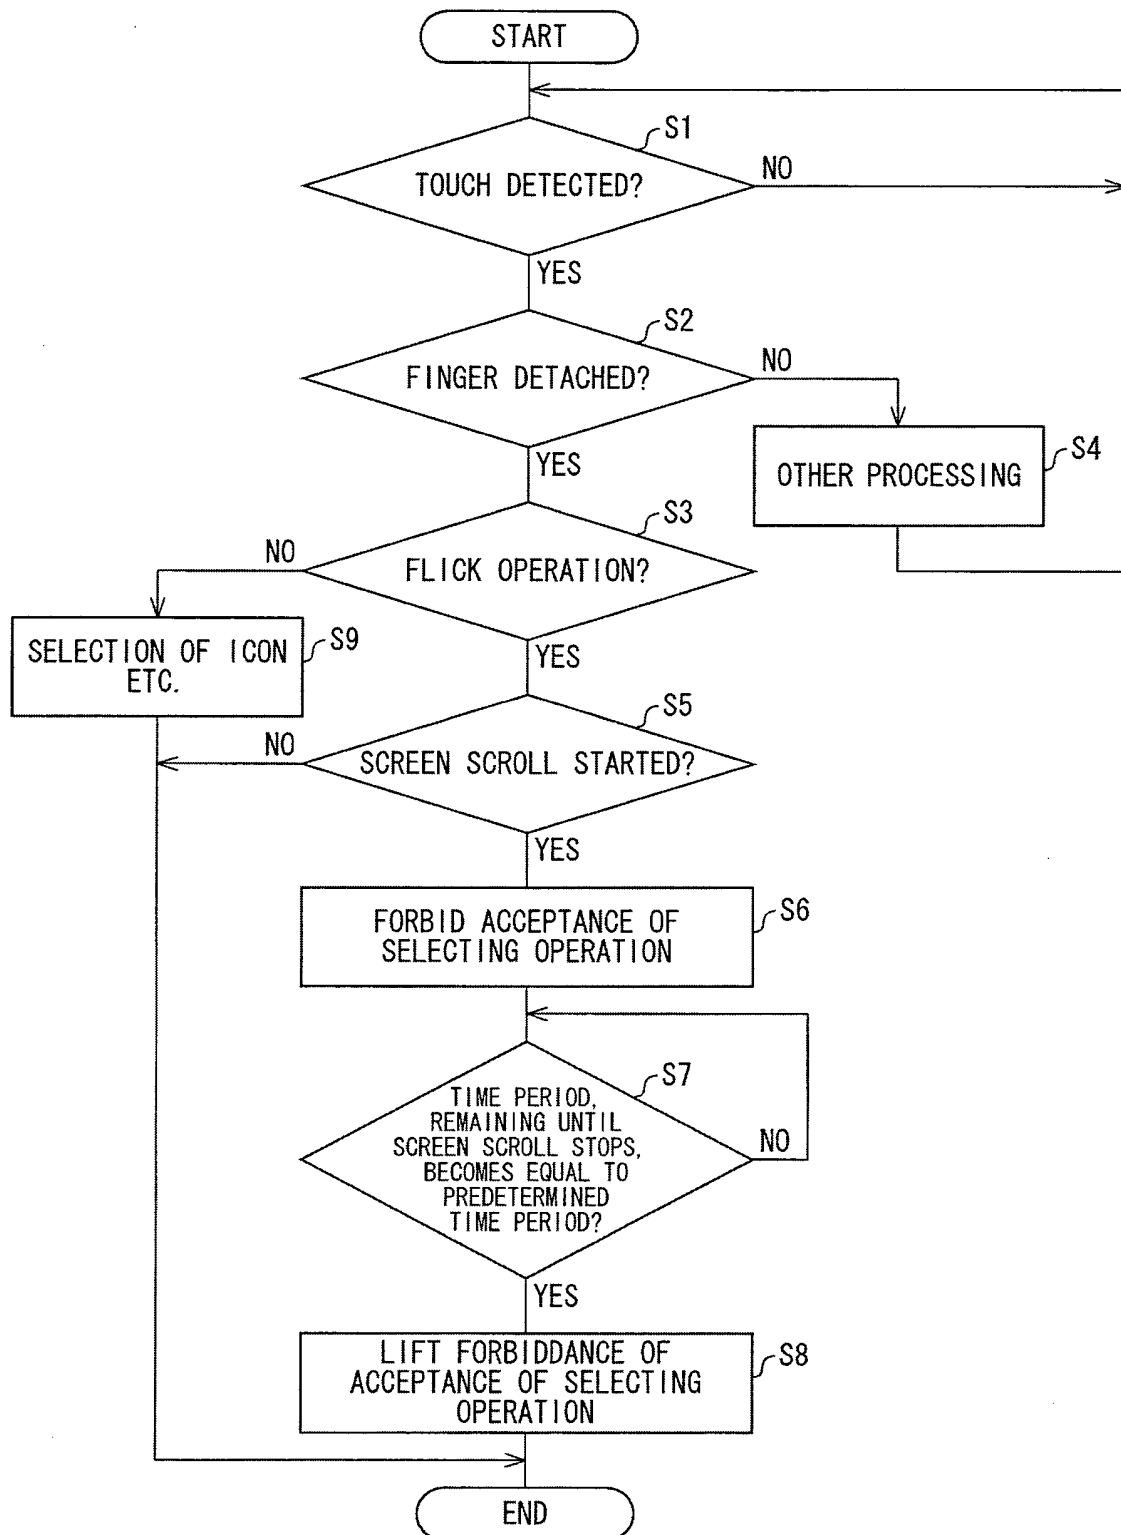 START
S1
TOUCH DETECTED?
NO
YES
S2
FINGER DETACHED?
NO
YES
S4
OTHER PROCESSING
S3
FLICK OPERATION?
NO
YES
S9
SELECTION OF ICON
ETC.
S5
SCREEN SCROLL STARTED?
NO
YES
S6
FORBID ACCEPTANCE OF
SELECTING OPERATION
S7
TIME PERIOD,
REMAINING UNTIL
SCREEN SCROLL STOPS,
BECOMES EQUAL TO
PREDETERMINED
TIME PERIOD?
NO
YES
S8
LIFT FORBIDDANCE OF
ACCEPTANCE OF SELECTING
OPERATION
END